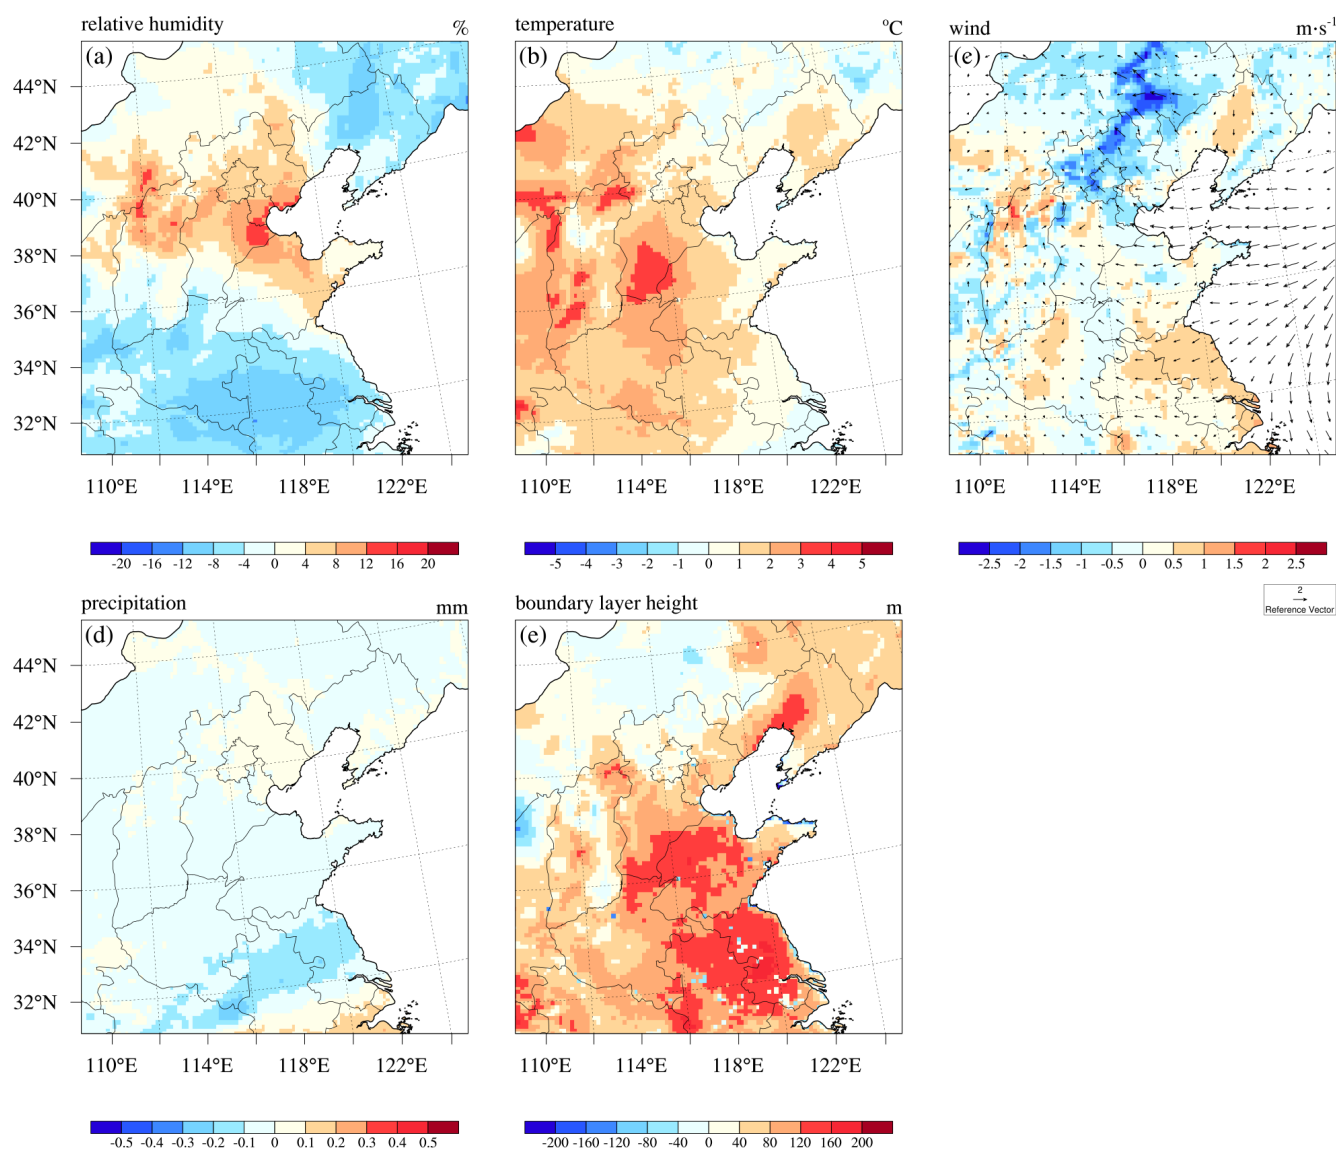 relative humidity %
temperature ºC
wind m·s-1
(a)
(b)
(c)
44°N
42°N
40°N
38°N
36°N
34°N
32°N
110°E 114°E 118°E 122°E
110°E 114°E 118°E 122°E
110°E 114°E 118°E 122°E
-20 -16 -12 -8 -4 0 4 8 12 16 20
-5 -4 -3 -2 -1 0 1 2 3 4 5
-2.5 -2 -1.5 -1 -0.5 0 0.5 1 1.5 2 2.5
2
Reference Vector
precipitation mm
boundary layer height m
(d)
(e)
44°N
42°N
40°N
38°N
36°N
34°N
32°N
110°E 114°E 118°E 122°E
110°E 114°E 118°E 122°E
-0.5 -0.4 -0.3 -0.2 -0.1 0 0.1 0.2 0.3 0.4 0.5
-200 -160 -120 -80 -40 0 40 80 120 160 200